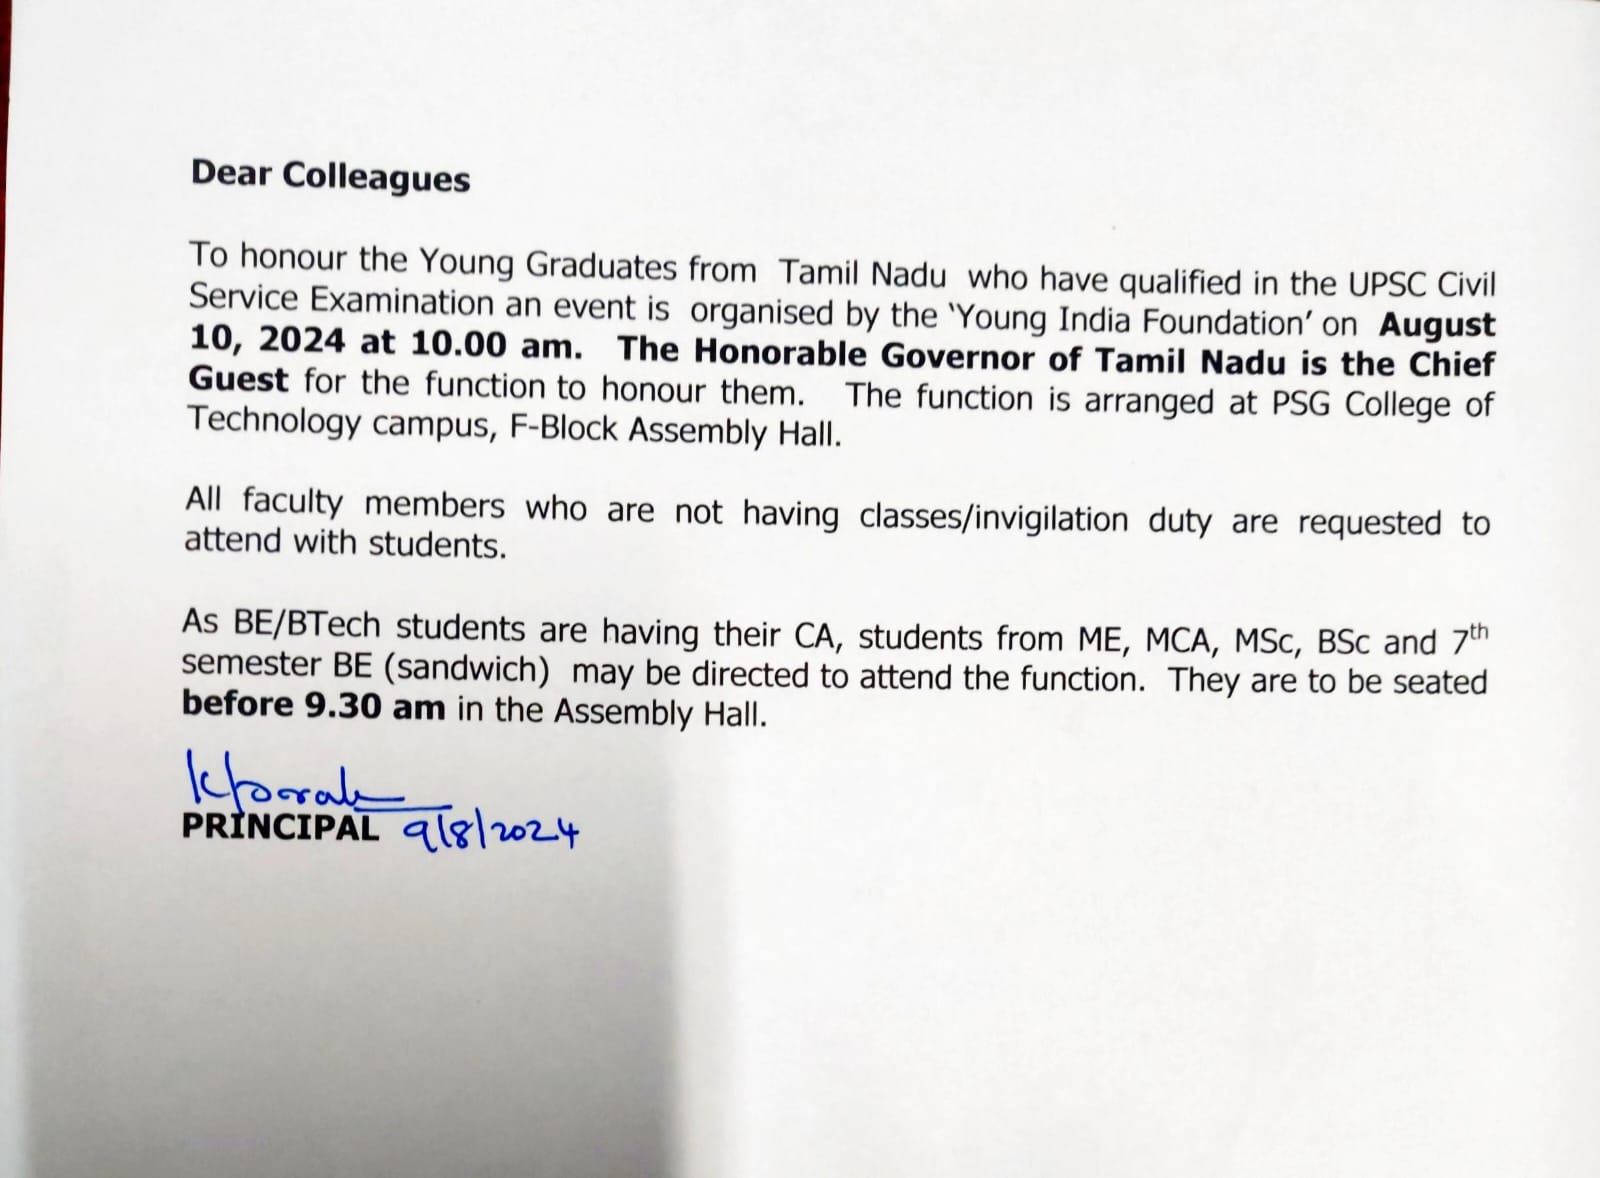 Dear Colleagues
To honour the Young Graduates from Tamil Nadu who have qualified in the UPSC Civil
Service Examination an event is organised by the ‘Young India Foundation’ on August
10, 2024 at 10.00 am. The Honorable Governor of Tamil Nadu is the Chief
Guest for the function to honour them. The function is arranged at PSG College of
Technology campus, F-Block Assembly Hall.
All faculty members who are not having classes/invigilation duty are requested to
attend with students.
As BE/BTech students are having their CA, students from ME, MCA, MSc, BSc and 7th
semester BE (sandwich) may be directed to attend the function. They are to be seated
before 9.30 am in the Assembly Hall.
PRINCIPAL 9/8/2024